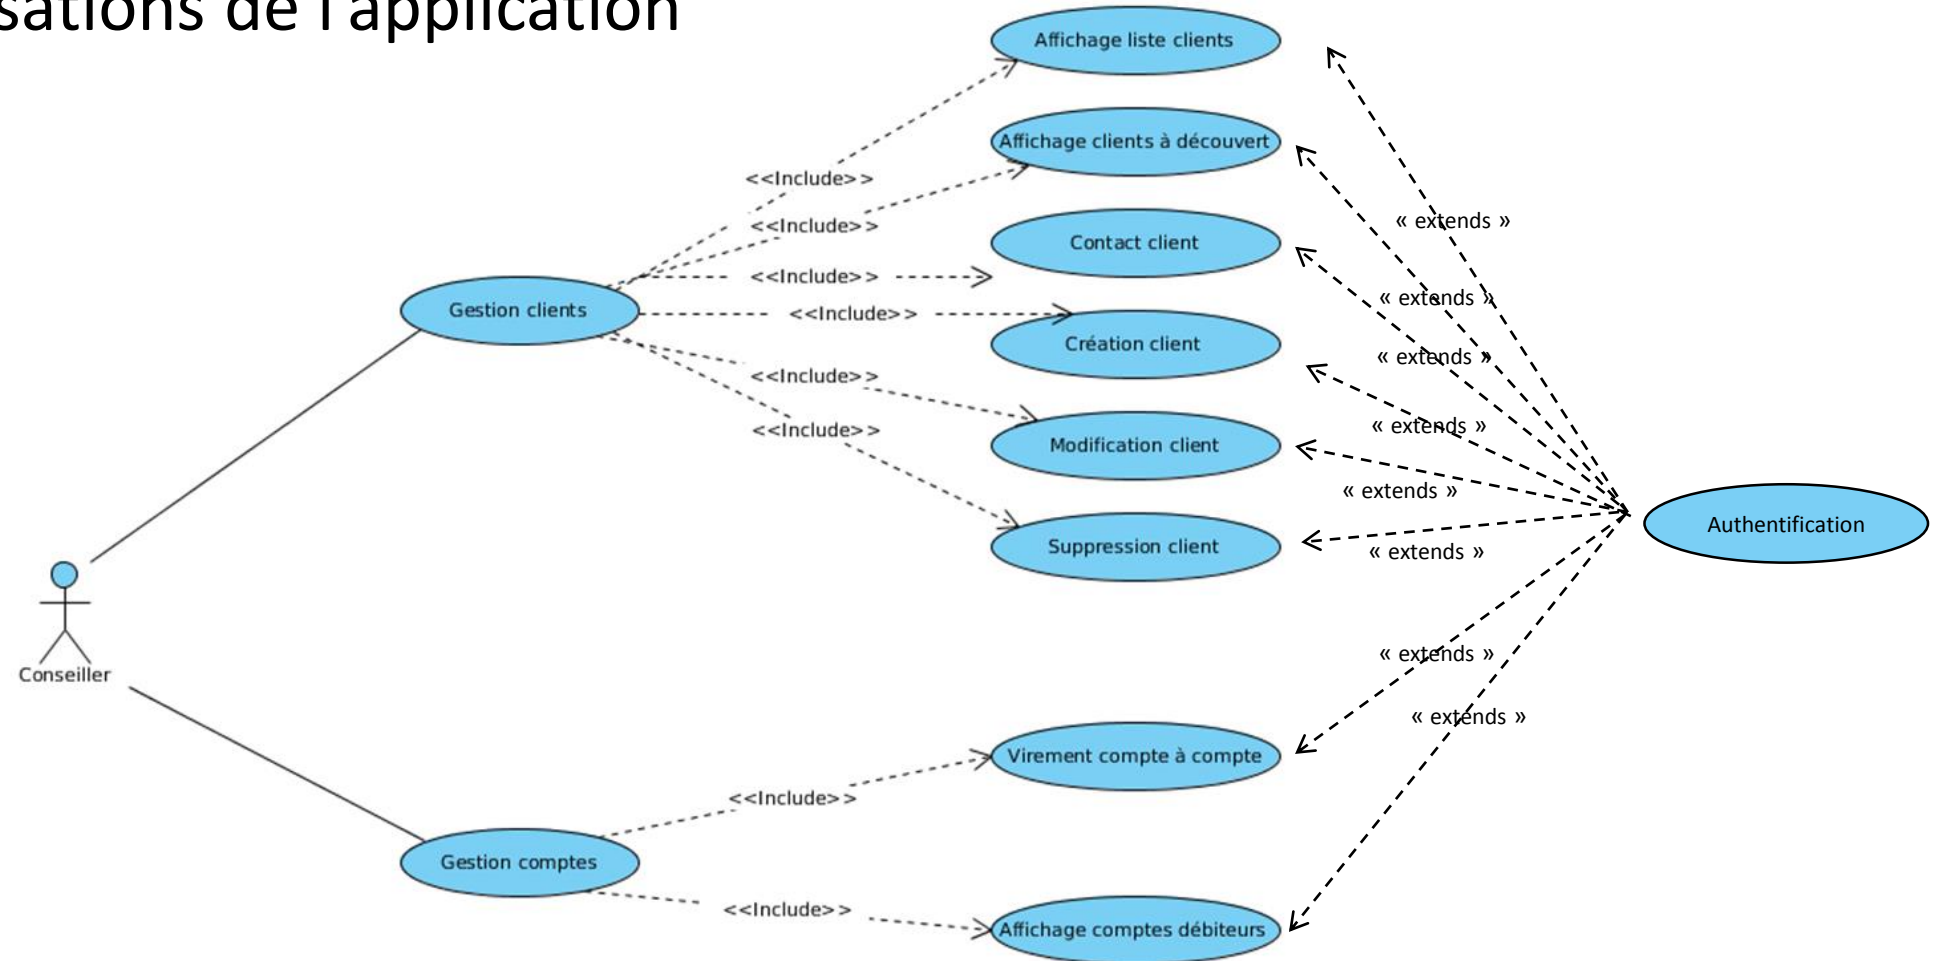 sations de l'application
Affichage liste clients
Affichage clients à découvert
Contact client
Création client
Modification client
Suppression client
Virement compte à compte
Affichage comptes débiteurs
<<Include>>
<<Include>>
<<Include>>
<<Include>>
<<Include>>
<<Include>>
<<Include>>
<<Include>>
« extends »
« extends »
« extends »
« extends »
« extends »
« extends »
« extends »
« extends »
Gestion clients
Gestion comptes
Authentification
Conseiller